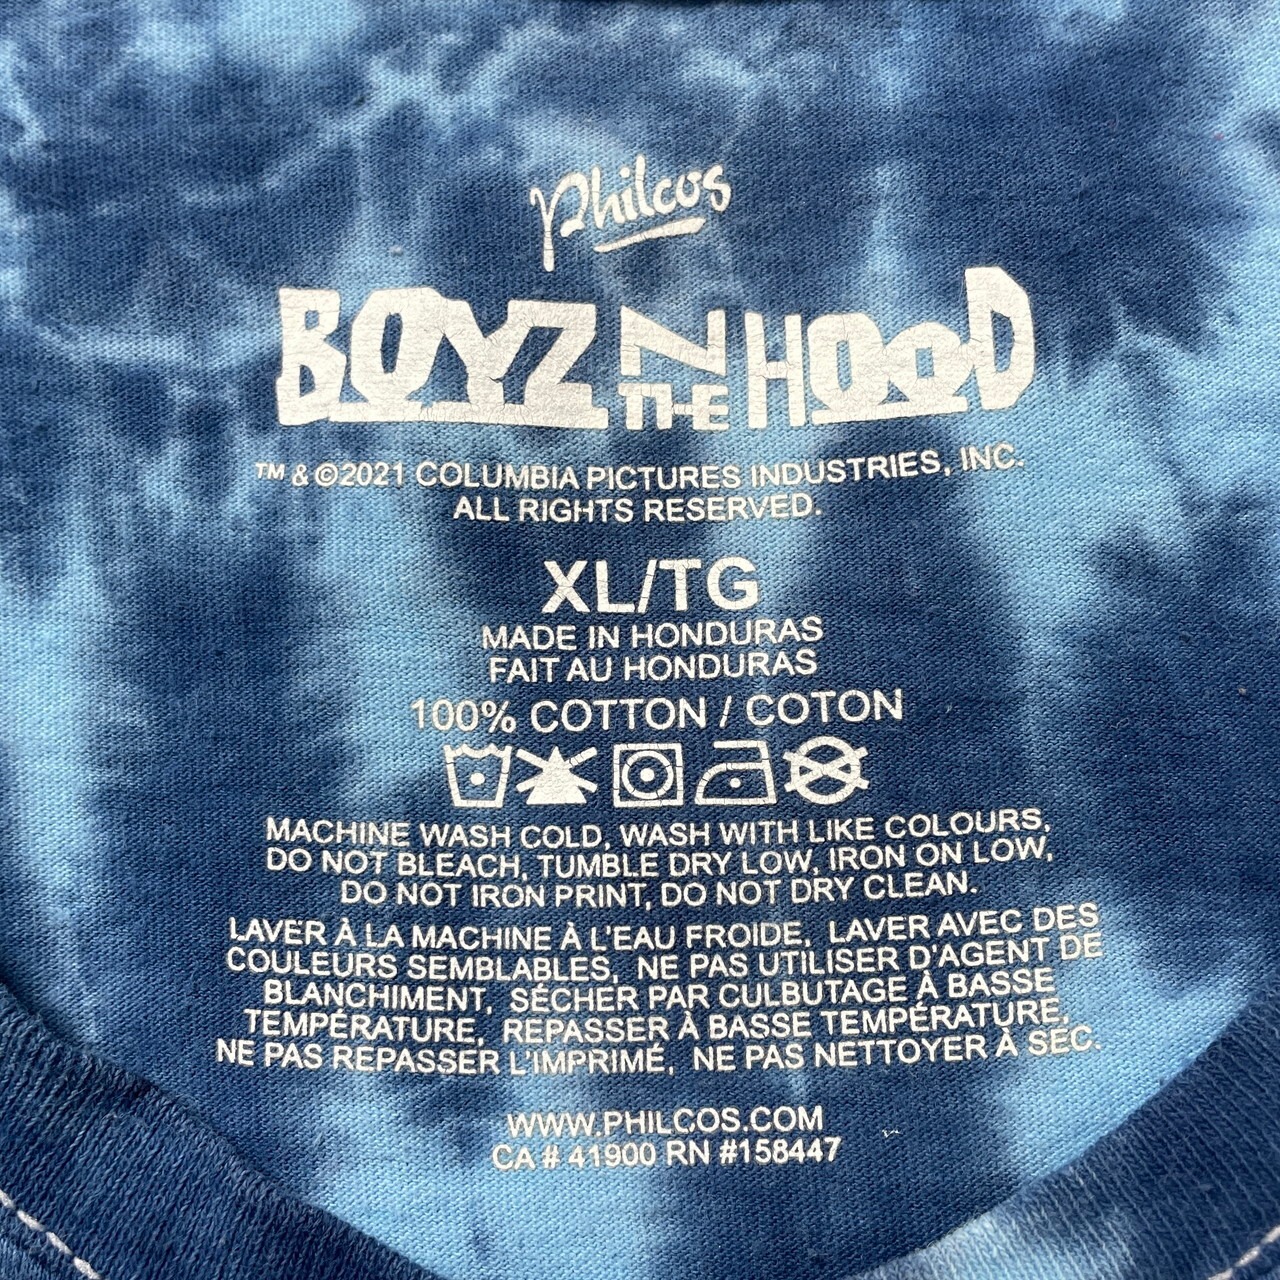 Philcos
BOYZ N THE HOOD
TM & ©2021 COLUMBIA PICTURES INDUSTRIES, INC.
ALL RIGHTS RESERVED.
XL/TG
MADE IN HONDURAS
FAIT AU HONDURAS
100% COTTON / COTON
MACHINE WASH COLD, WASH WITH LIKE COLOURS,
DO NOT BLEACH, TUMBLE DRY LOW, IRON ON LOW,
DO NOT IRON PRINT, DO NOT DRY CLEAN.
LAVER À LA MACHINE À L'EAU FROIDE, LAVER AVEC DES
COULEURS SEMBLABLES, NE PAS UTILISER D'AGENT DE
BLANCHIMENT, SÉCHER PAR CULBUTAGE À BASSE
TEMPÉRATURE, REPASSER À BASSE TEMPÉRATURE,
NE PAS REPASSER L'IMPRIMÉ, NE PAS NETTOYER À SEC.
WWW.PHILCOS.COM
CA # 41900 RN #158447